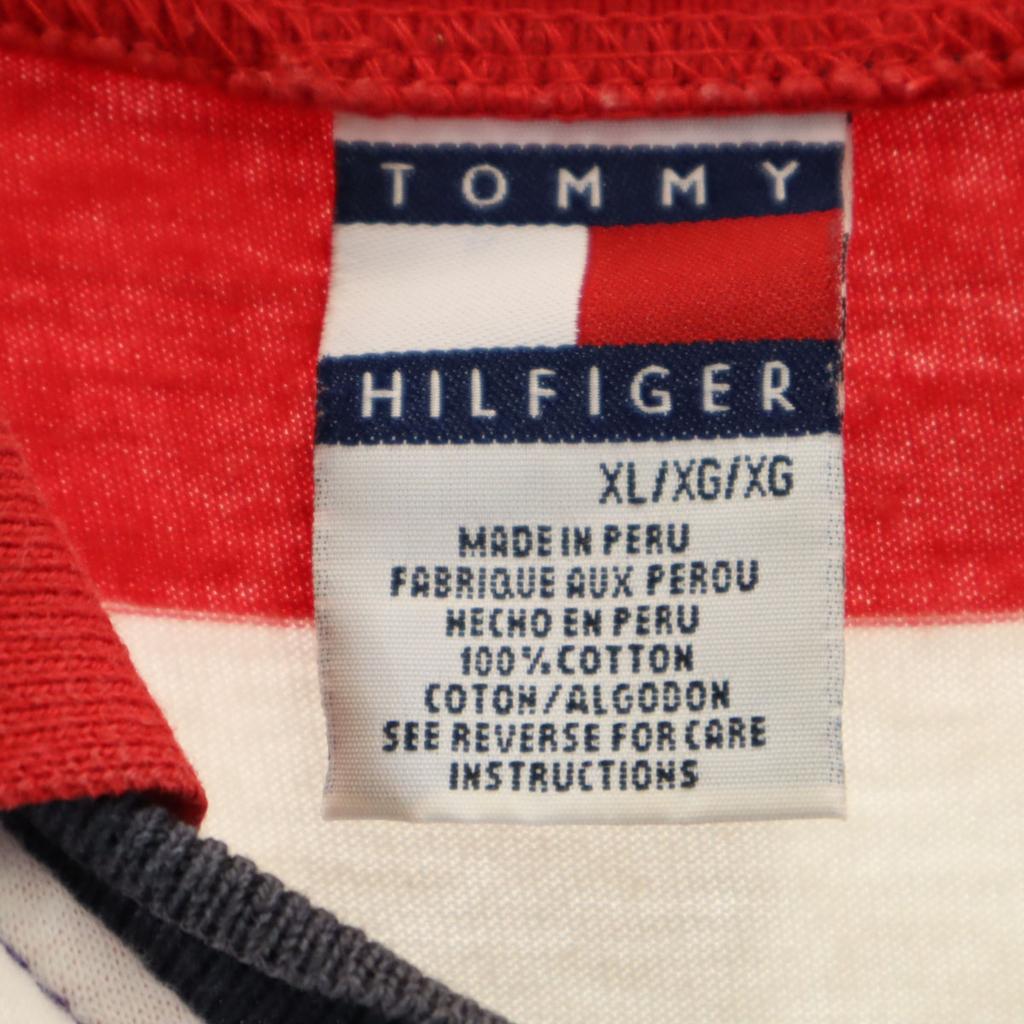 TOMMY
HILFIGER
XL/XG/XG
MADE IN PERU
FABRIQUE AUX PEROU
HECHO EN PERU
100% COTTON
COTON/ALGODON
SEE REVERSE FOR CARE
INSTRUCTIONS